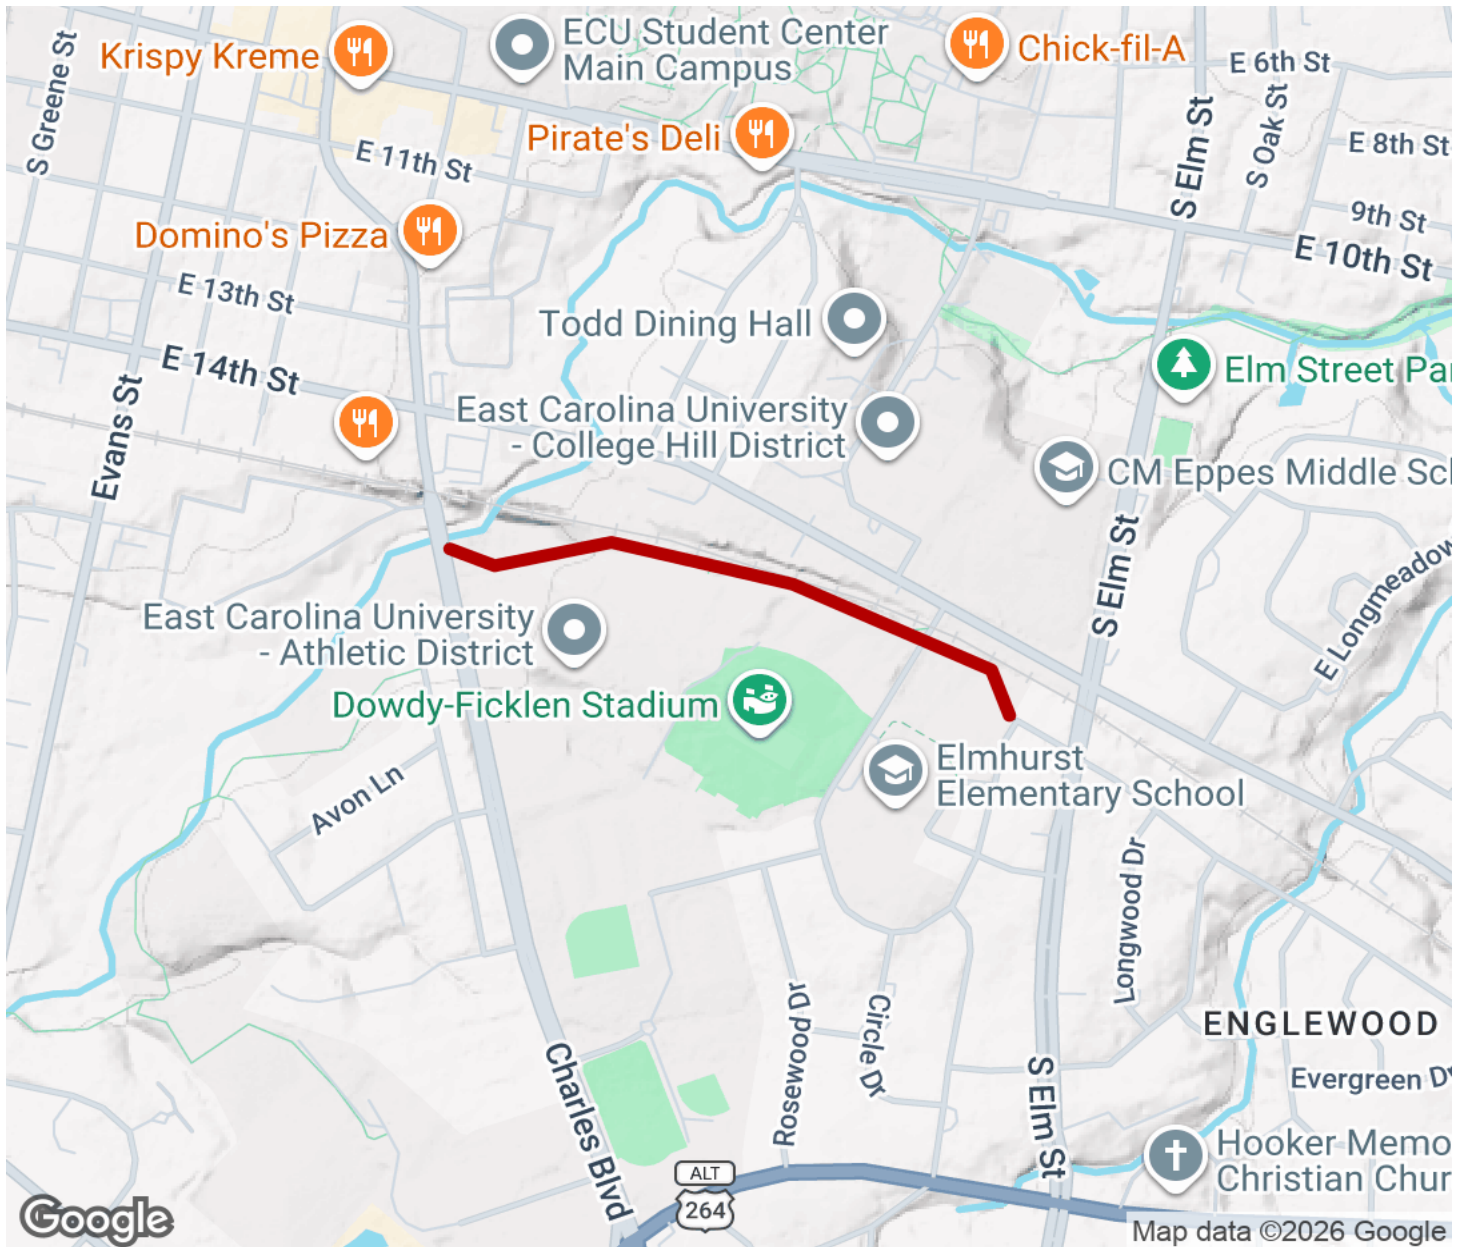 S Greene St
Krispy Kreme
ECU Student Center
Main Campus
Chick-fil-A
E 6th St
S Elm St
S Oak St
E 8th St
Pirate's Deli
E 11th St
9th St
Domino's Pizza
E 10th St
E 13th St
Todd Dining Hall
E 14th St
Elm Street Pa
Evans St
East Carolina University
- College Hill District
CM Eppes Middle Sc
S Elm St
E Longmeadow
East Carolina University
- Athletic District
Dowdy-Ficklen Stadium
Elmhurst
Elementary School
Avon Ln
Longwood Dr
Rosewood Dr
Circle Dr
ENGLEWOOD
Charles Blvd
S Elm St
Evergreen D
Hooker Memo
Christian Chur
ALT
264
Google
Map data ©2026 Google